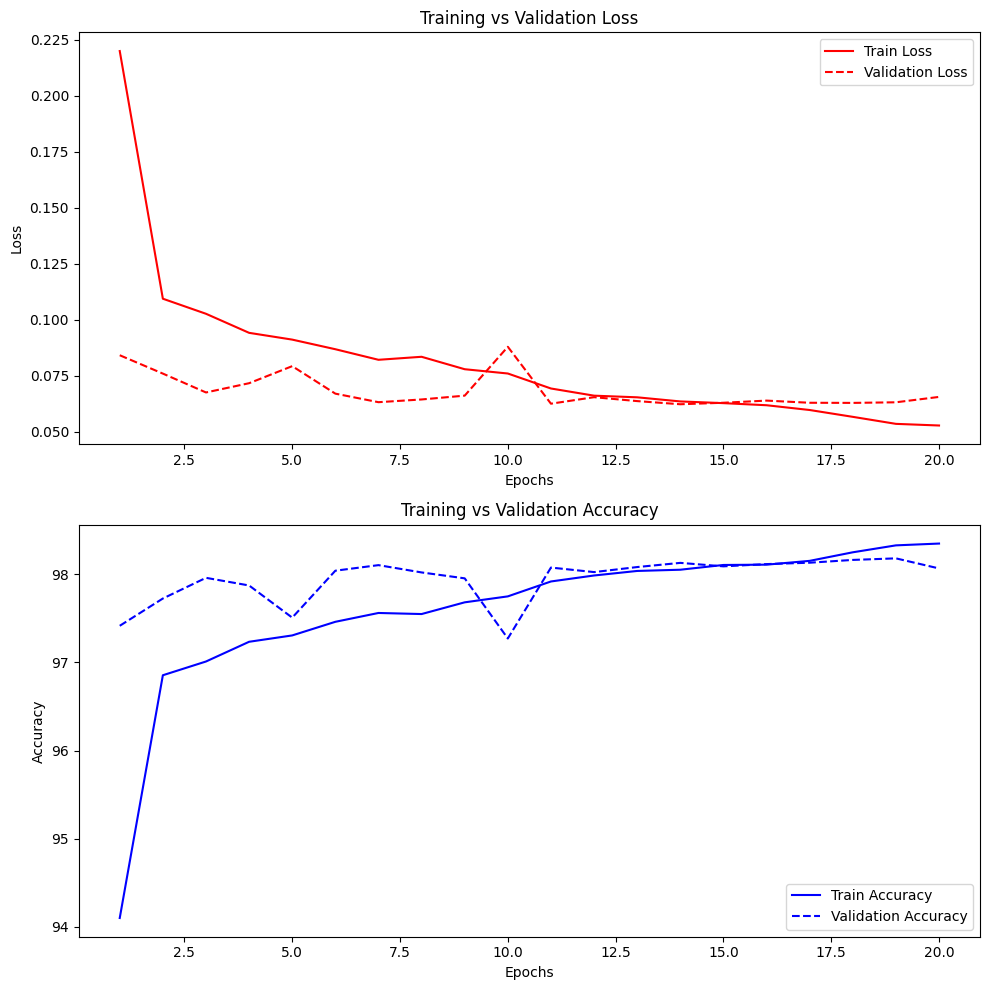 Training vs Validation Loss
0.225
0.200
0.175
0.150
0.125
0.100
0.075
0.050
Loss
Train Loss
Validation Loss
2.5 5.0 7.5 10.0 12.5 15.0 17.5 20.0
Epochs
Training vs Validation Accuracy
98
97
96
95
94
Accuracy
Train Accuracy
Validation Accuracy
2.5 5.0 7.5 10.0 12.5 15.0 17.5 20.0
Epochs